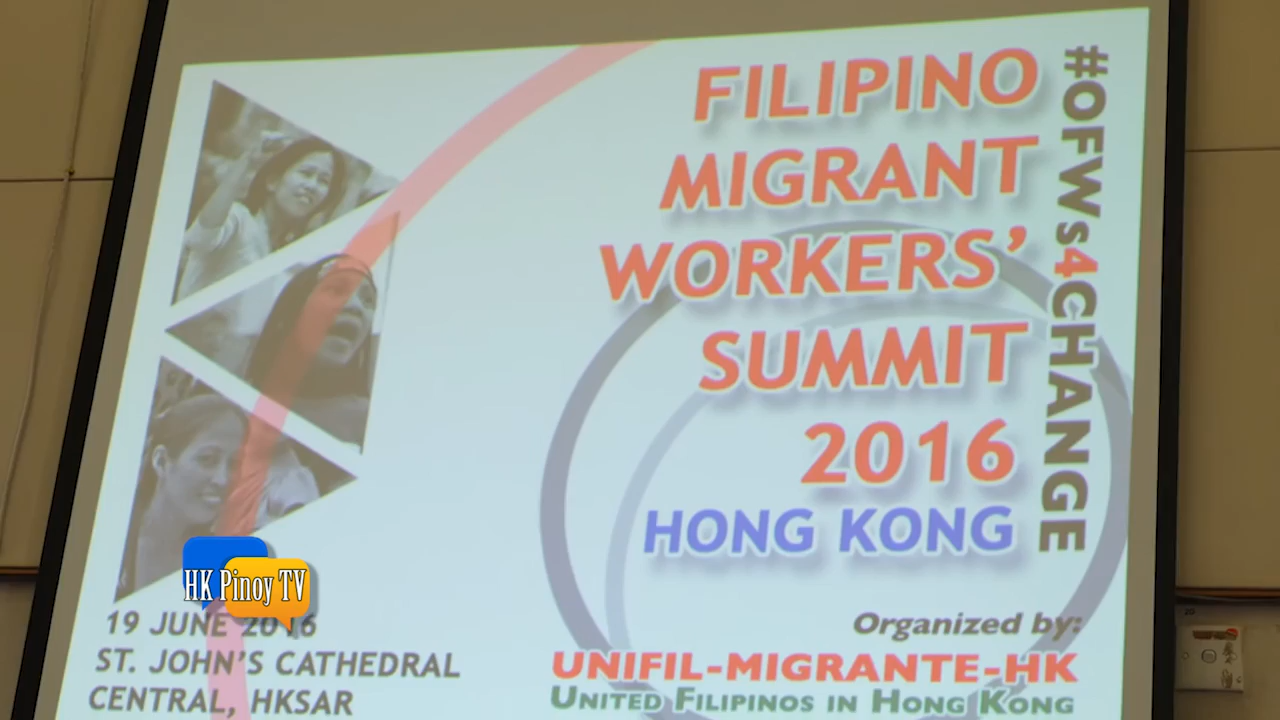 FILIPINO
MIGRANT
WORKERS'
SUMMIT
2016
HONG KONG
#OFWs4CHANGE
HK Pinoy TV
19 JUNE 2016
ST. JOHN'S CATHEDRAL
CENTRAL, HKSAR
Organized by:
UNIFIL-MIGRANTE-HK
UNITED FILIPINOS IN HONG KONG